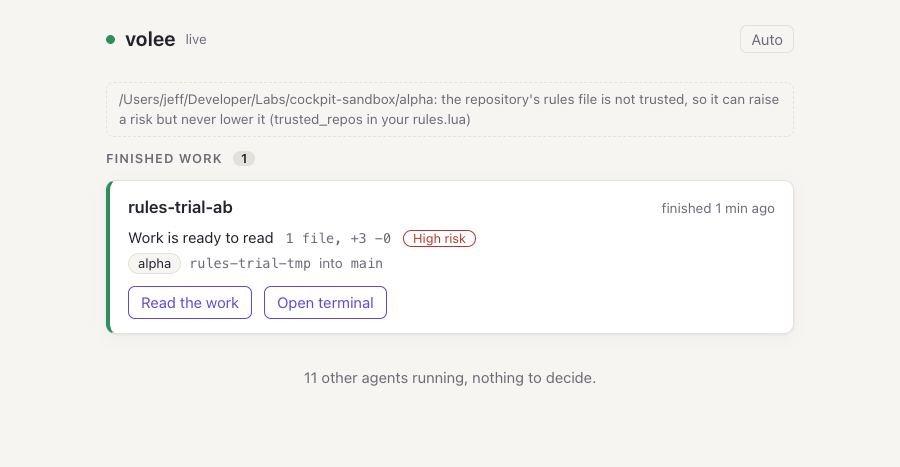 volee live
Auto
/Users/jeff/Developer/Labs/cockpit-sandbox/alpha: the repository's rules file is not trusted, so it can raise
a risk but never lower it (trusted_repos in your rules.lua)
FINISHED WORK 1
rules-trial-ab
finished 1 min ago
Work is ready to read 1 file, +3 -0 High risk
alpha rules-trial-tmp into main
Read the work Open terminal
11 other agents running, nothing to decide.